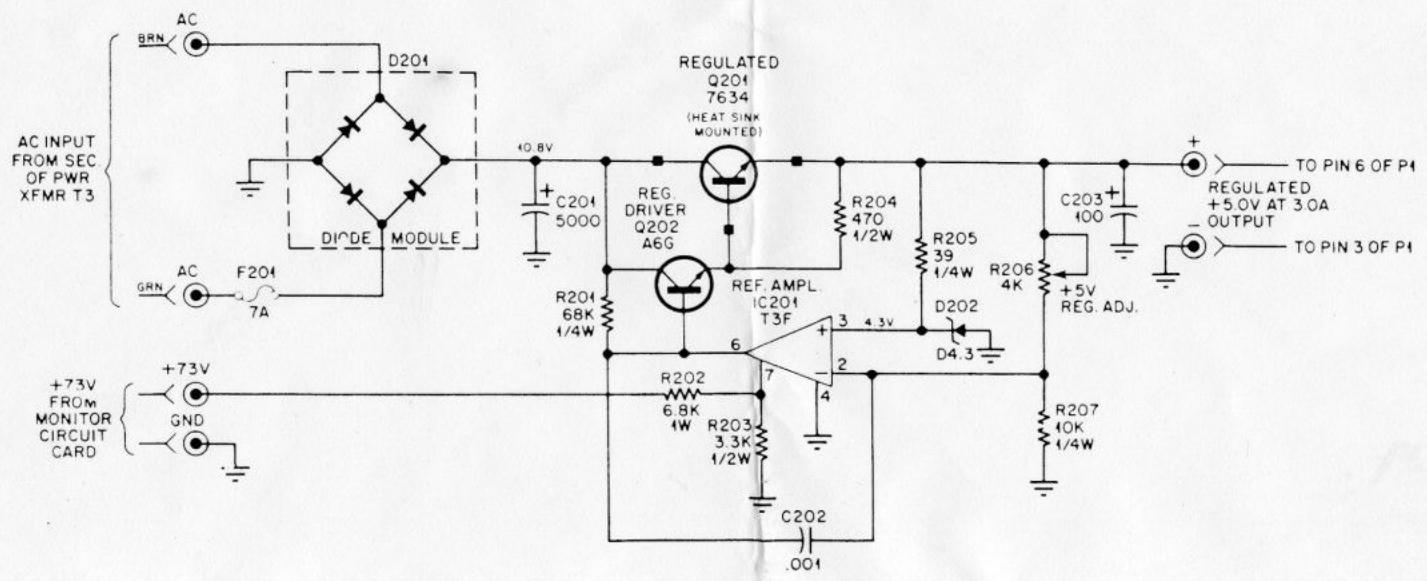 AC
BRN
AC INPUT
FROM SEC.
OF PWR
XFMR T3
D201
DIODE MODULE
AC
GRN
F201
7A
10.8V
C201
5000
+
REGULATED
Q201
7634
(HEAT SINK
MOUNTED)
REG.
DRIVER
Q202
A6G
R201
68K
1/4W
REF. AMPL.
IC201
T3F
R204
470
1/2W
R205
39
1/4W
4.3V
D202
D4.3
C203
100
+
R206
4K
+5V
REG. ADJ.
R207
10K
1/4W
+
TO PIN 6 OF P1
REGULATED
+5.0V AT 3.0A
OUTPUT
-
TO PIN 3 OF P1
+ 3
- 2
6
7
4
+73V
FROM
MONITOR
CIRCUIT
CARD
+73V
GND
R202
6.8K
1W
R203
3.3K
1/2W
C202
.001